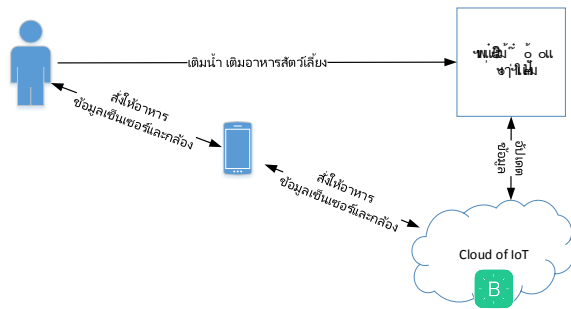 เติมน้ำ เติมอาหารสัตว์เลี้ยง
สั่งให้อาหาร
ข้อมูลเซ็นเซอร์และกล้อง
สั่งให้อาหาร
ข้อมูลเซ็นเซอร์และกล้อง
อัปเดต
ข้อมูล
Cloud of IoT
B